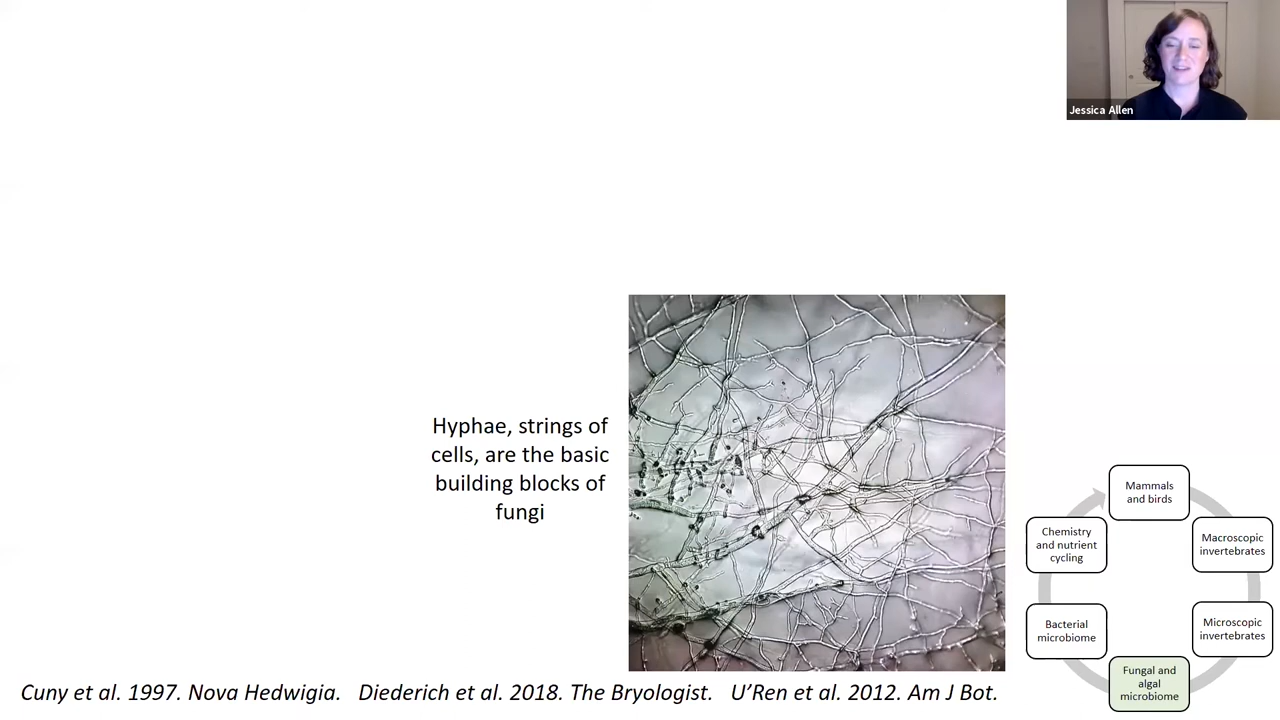 Jessica Allen
Hyphae, strings of
cells, are the basic
building blocks of
fungi
Mammals
and birds
Chemistry
and nutrient
cycling
Macroscopic
invertebrates
Bacterial
microbiome
Microscopic
invertebrates
Fungal and
algal
microbiome
Cuny et al. 1997. Nova Hedwigia. Diederich et al. 2018. The Bryologist. U’Ren et al. 2012. Am J Bot.